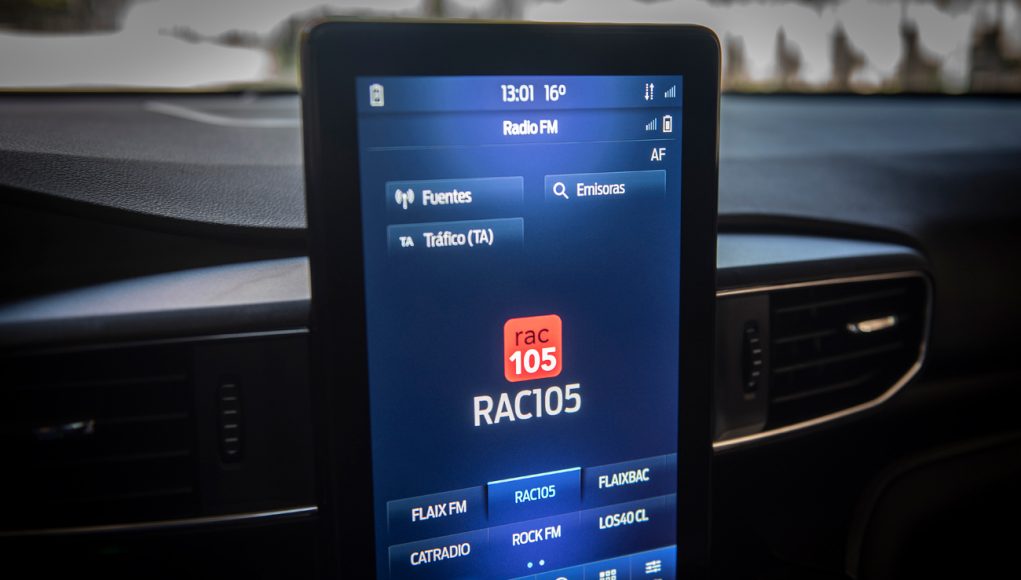 13:01 16º
Radio FM
AF
Fuentes
Emisoras
TA Tráfico (TA)
rac
105
RAC105
FLAIX FM
RAC105
FLAIXBAC
CATRADIO
ROCK FM
LOS40 CL